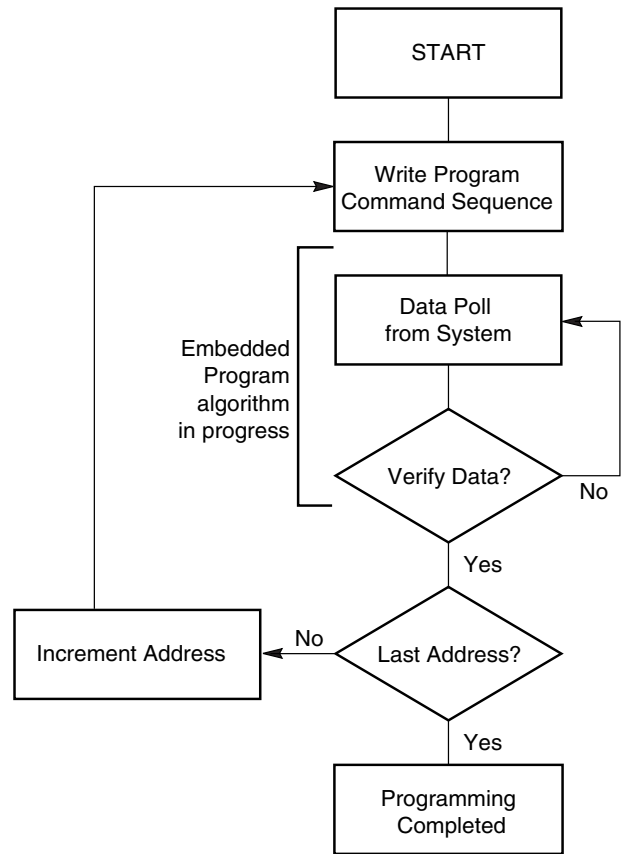 START
Write Program
Command Sequence
Data Poll
from System
Embedded
Program
algorithm
in progress
Verify Data?
No
Yes
Last Address?
No
Increment Address
Yes
Programming
Completed